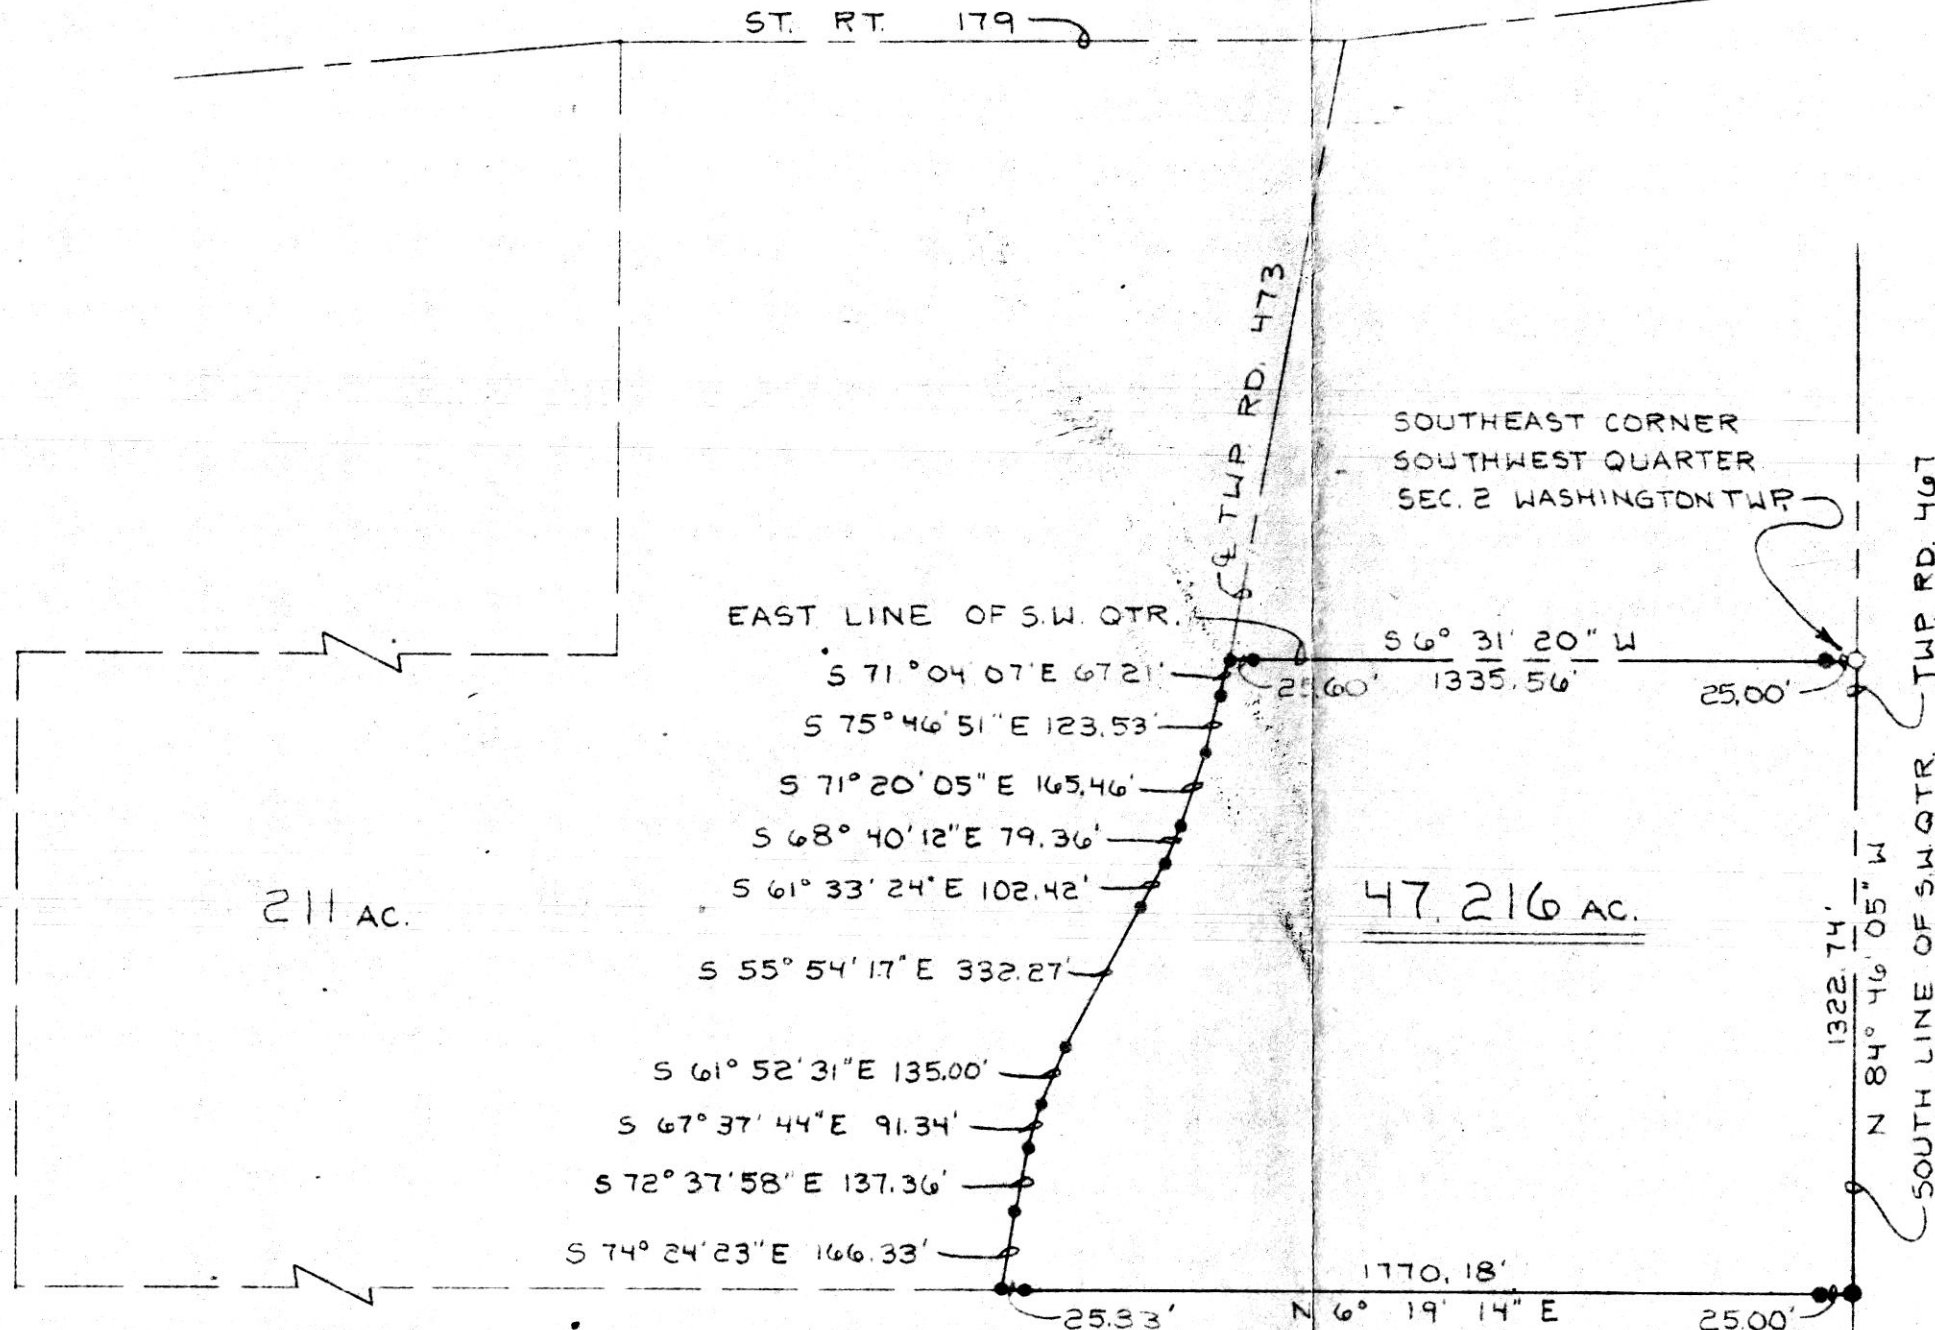 ST. RT. 179
℄ TWP. RD. 473
SOUTHEAST CORNER
SOUTHWEST QUARTER
SEC. 2 WASHINGTON TWP.
TWP. RD. 467
EAST LINE OF S.W. QTR.
S 6° 31' 20" W
1335.56'
25.00'
S 71° 04' 07" E 67.21'
S 75° 46' 51" E 123.53'
S 71° 20' 05" E 165.46'
S 68° 40' 12" E 79.36'
S 61° 33' 24" E 102.42'
S 55° 54' 17" E 332.27'
S 61° 52' 31" E 135.00'
S 67° 37' 44" E 91.34'
S 72° 37' 58" E 137.36'
S 74° 24' 23" E 166.33'
211 AC.
47.216 AC.
1322.74'
N 84° 46' 05" W
SOUTH LINE OF S.W. QTR.
1770.18'
N 6° 19' 14" E
25.33'
25.00'